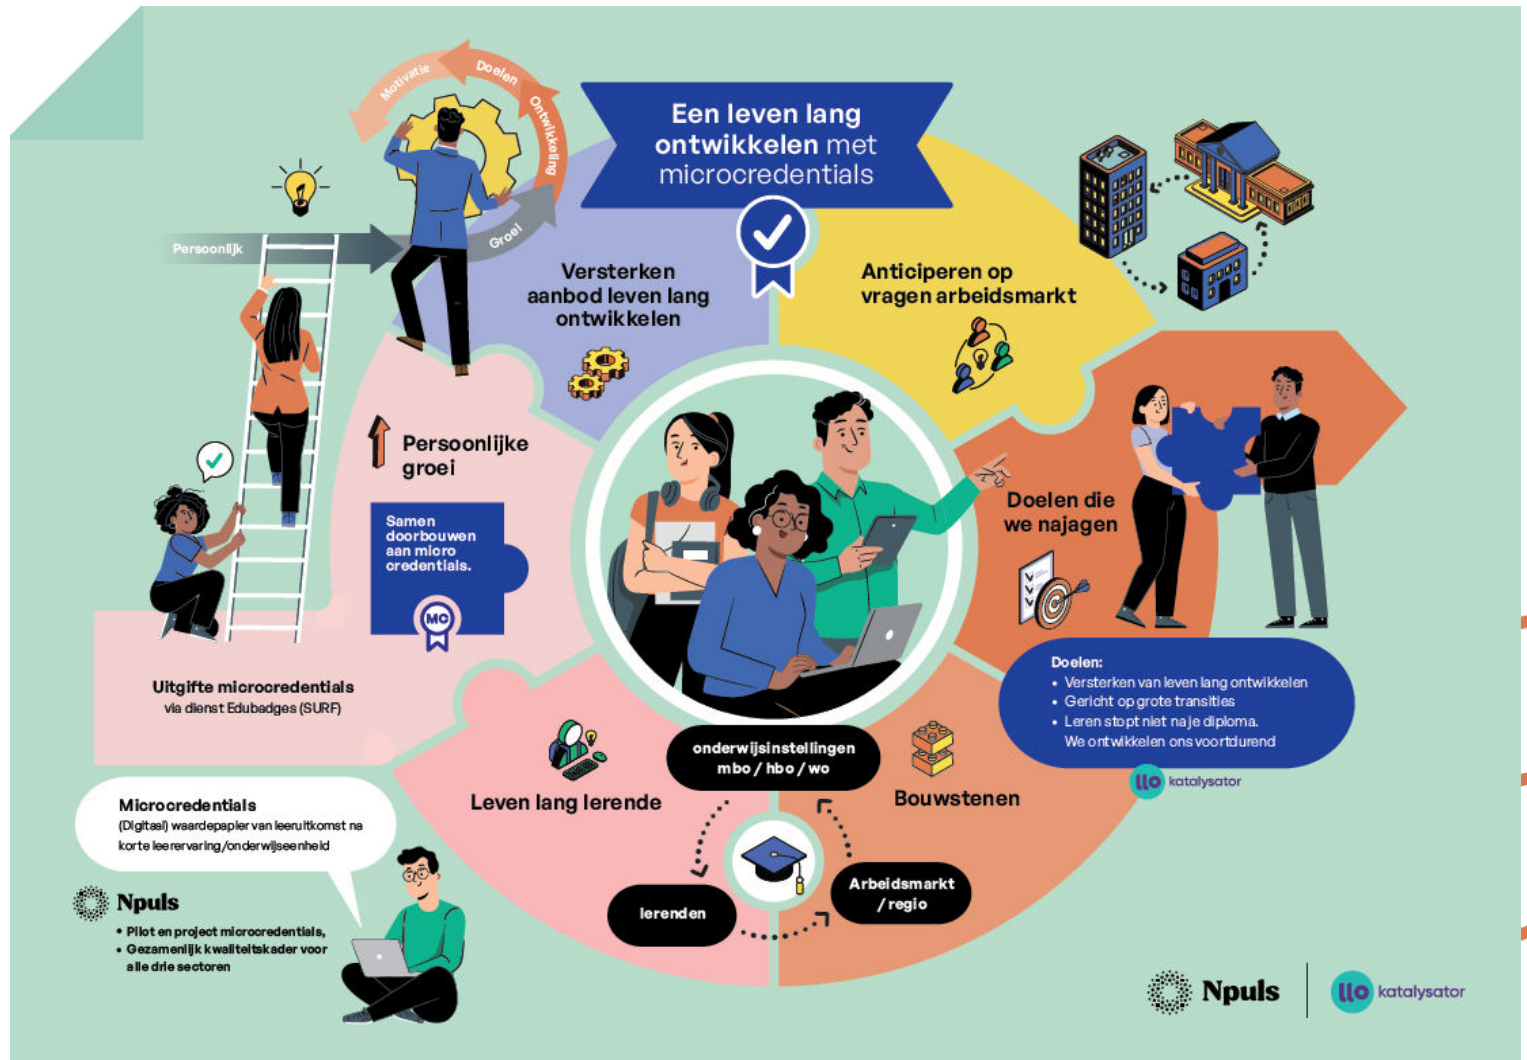 Een leven lang
ontwikkelen met
microcredentials
Motivatie
Doelen
Ontwikkeling
Groei
Persoonlijk
Versterken
aanbod leven lang
ontwikkelen
Anticiperen op
vragen arbeidsmarkt
Persoonlijke
groei
Samen
doorbouwen
aan micro
credentials.
MC
Doelen die
we najagen
Uitgifte microcredentials
via dienst Edubadges (SURF)
Doelen:
• Versterken van leven lang ontwikkelen
• Gericht op grote transities
• Leren stopt niet na je diploma.
We ontwikkelen ons voortdurend
llo katalysator
Leven lang lerende
Bouwstenen
onderwijsinstellingen
mbo / hbo / wo
lerenden
Arbeidsmarkt
/ regio
Microcredentials
(Digitaal) waardepapier van leeruitkomst na
korte leerervaring/onderwijseenheid
Npuls
• Pilot en project microcredentials,
• Gezamenlijk kwaliteitskader voor
alle drie sectoren
Npuls
llo katalysator